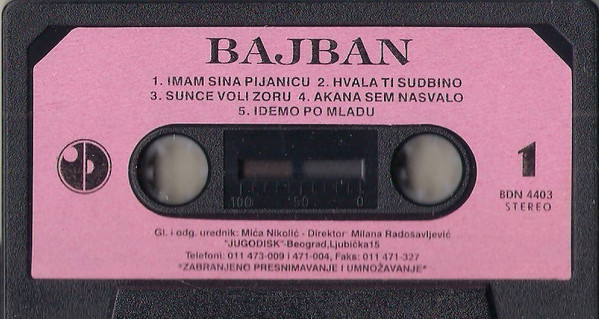 BAJBAN
1. IMAM SINA PIJANICU 2. HVALA TI SUDBINO
3. SUNCE VOLI ZORU 4. AKANA SEM NASVALO
5. IDEMO PO MLADU
1
BDN 4403
STEREO
100 50 0
Gl. i odg. urednik: Mića Nikolić - Direktor Milana Radosavljević
"JUGODISK"-Beograd,Ljubička15
Telefoni: 011 473-009 i 471-004, Faks: 011 471-327
"ZABRANJENO PRESNIMAVANJE I UMNOŽAVANJE"